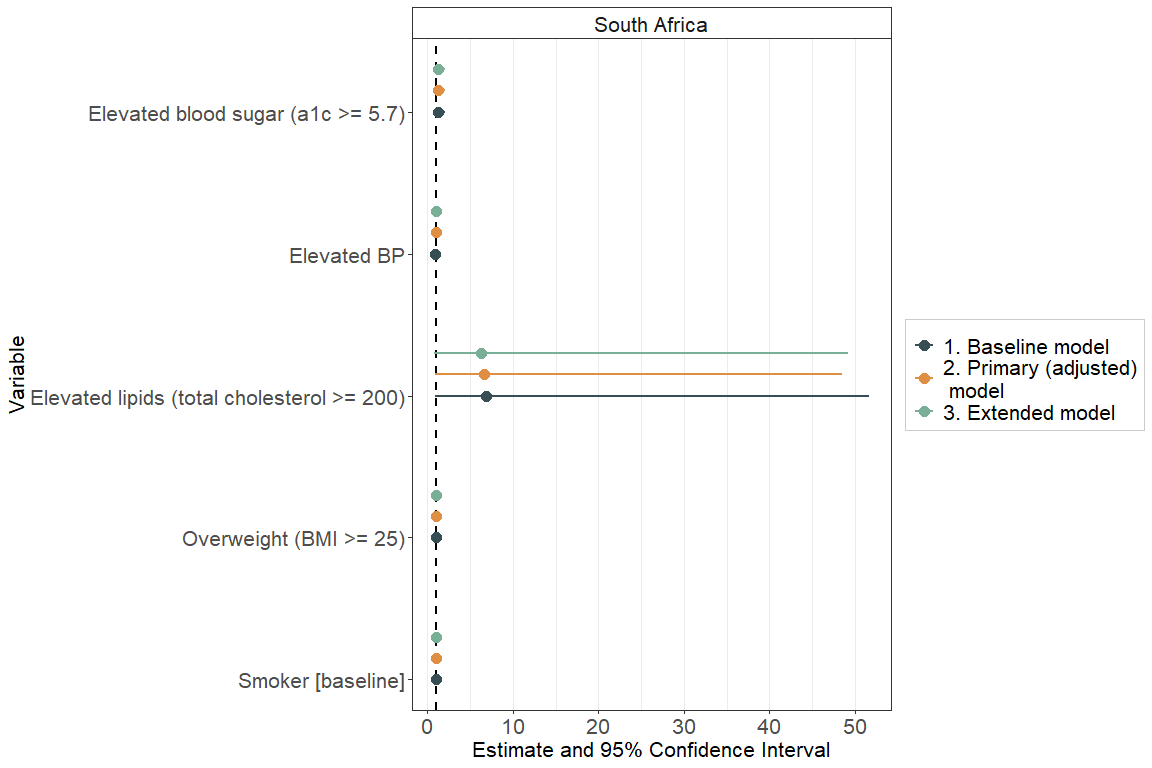 South Africa
Elevated blood sugar (a1c >= 5.7)
Elevated BP
Elevated lipids (total cholesterol >= 200)
Overweight (BMI >= 25)
Smoker [baseline]
Variable
0 10 20 30 40 50
Estimate and 95% Confidence Interval
1. Baseline model
2. Primary (adjusted)
model
3. Extended model